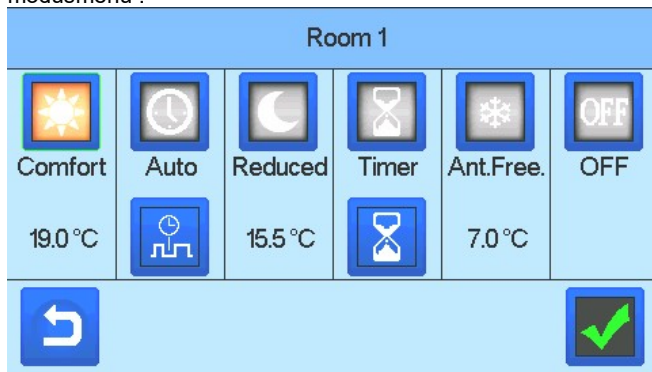 Room 1
OFF
Comfort Auto Reduced Timer Ant.Free. OFF
19.0 °C 15.5 °C 7.0 °C